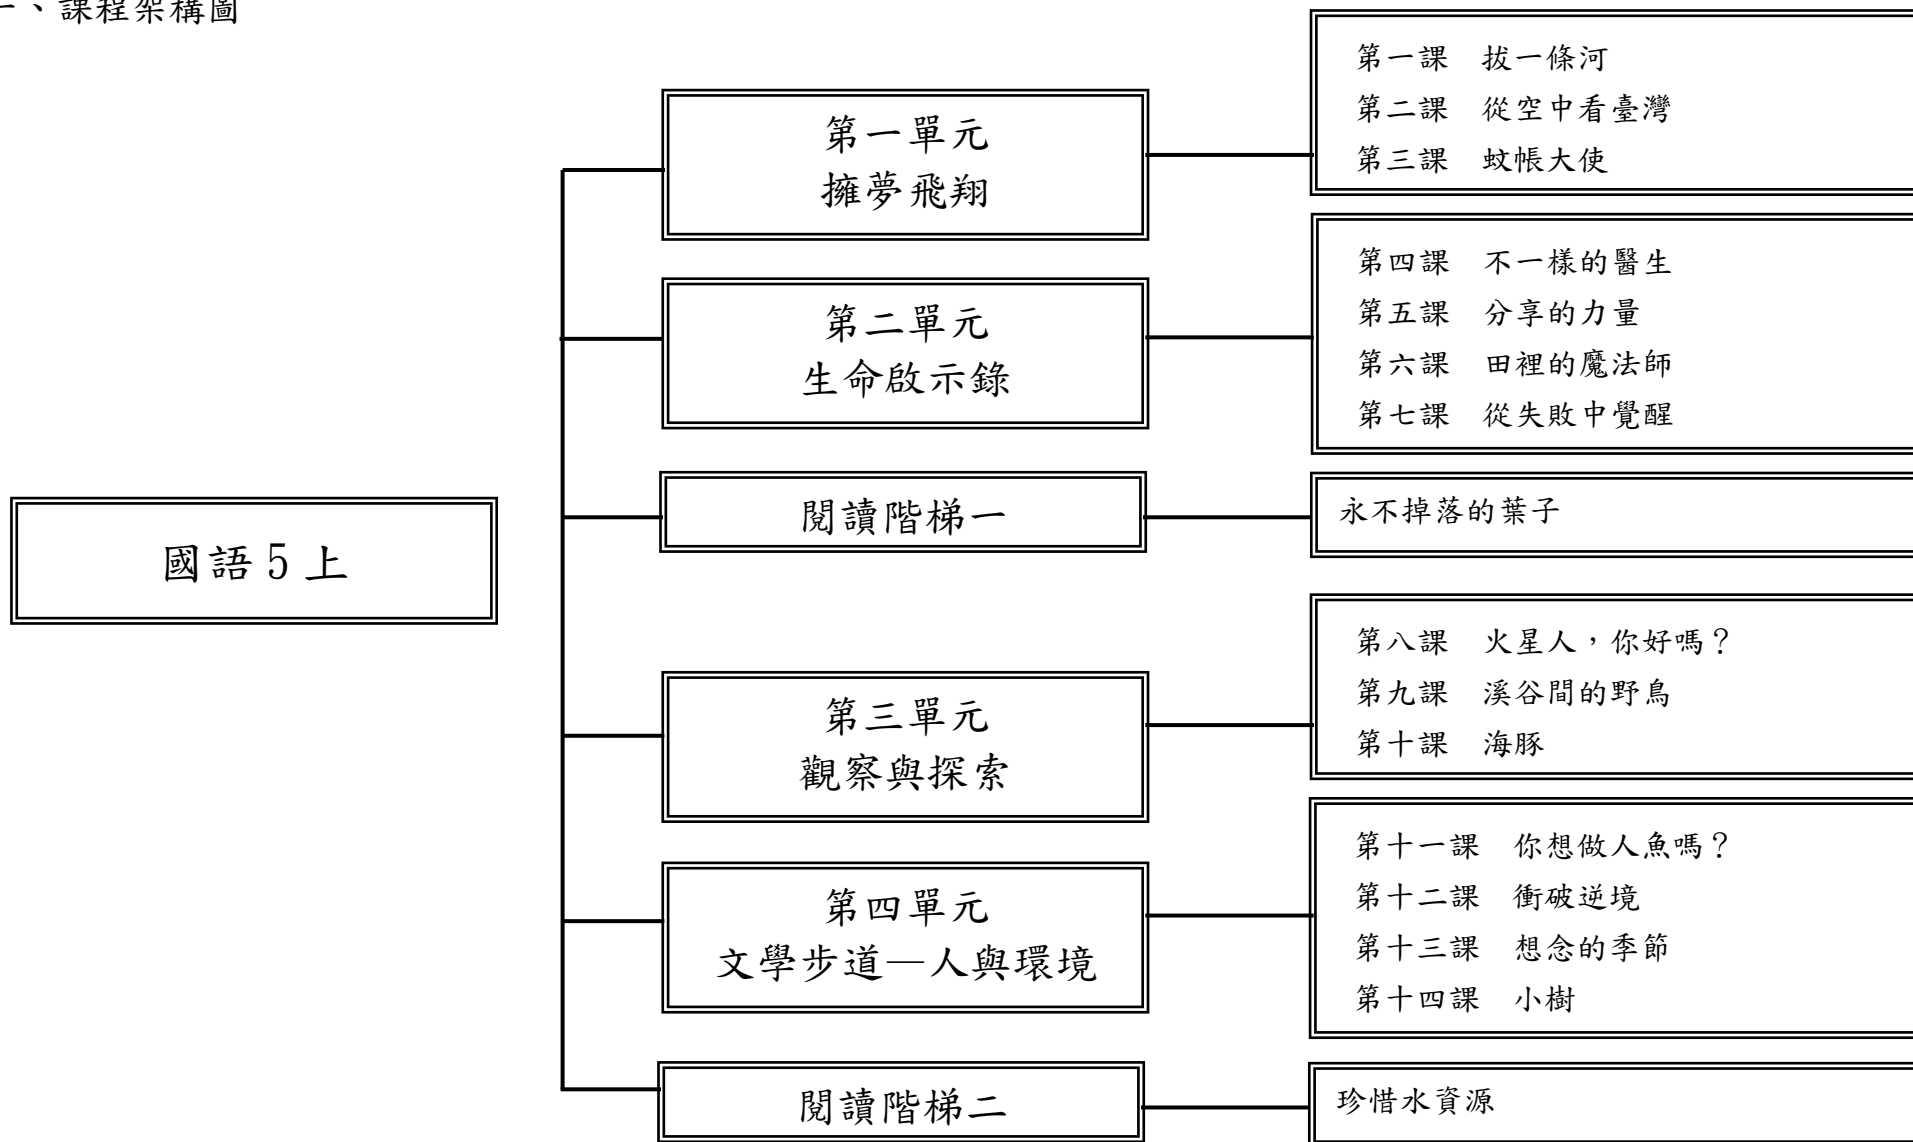 一、課程架構圖
國語5上
第一單元
擁夢飛翔
第一課　拔一條河
第二課　從空中看臺灣
第三課　蚊帳大使
第二單元
生命啟示錄
第四課　不一樣的醫生
第五課　分享的力量
第六課　田裡的魔法師
第七課　從失敗中覺醒
閱讀階梯一
永不掉落的葉子
第三單元
觀察與探索
第八課　火星人，你好嗎？
第九課　溪谷間的野鳥
第十課　海豚
第四單元
文學步道—人與環境
第十一課　你想做人魚嗎？
第十二課　衝破逆境
第十三課　想念的季節
第十四課　小樹
閱讀階梯二
珍惜水資源